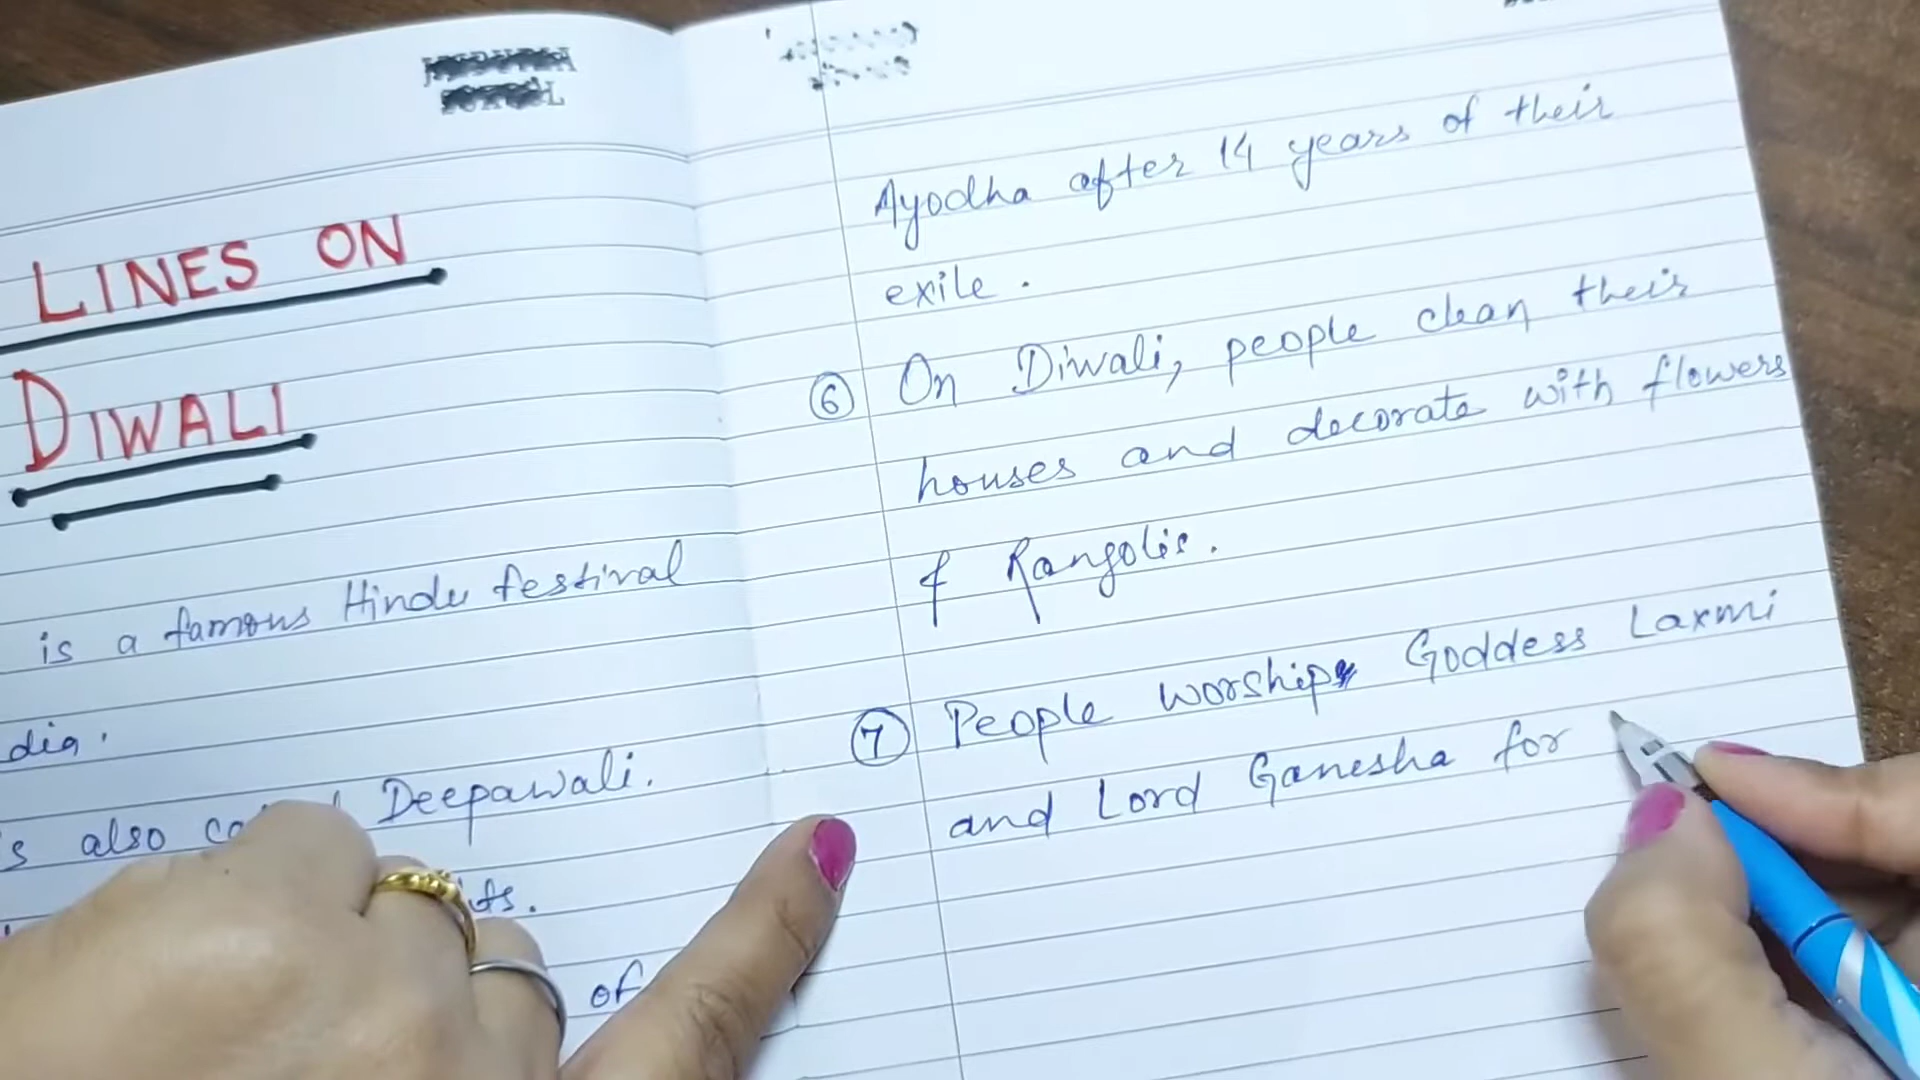 LINES ON
DIWALI
is a famous Hindu festival
dia.
s also Deepawali.
of
Ayodha after 14 years of their
exile.
6 On Diwali, people clean their
houses and decorate with flowers
& Rangolis.
7 People worship Goddess Laxmi
and Lord Ganesha for